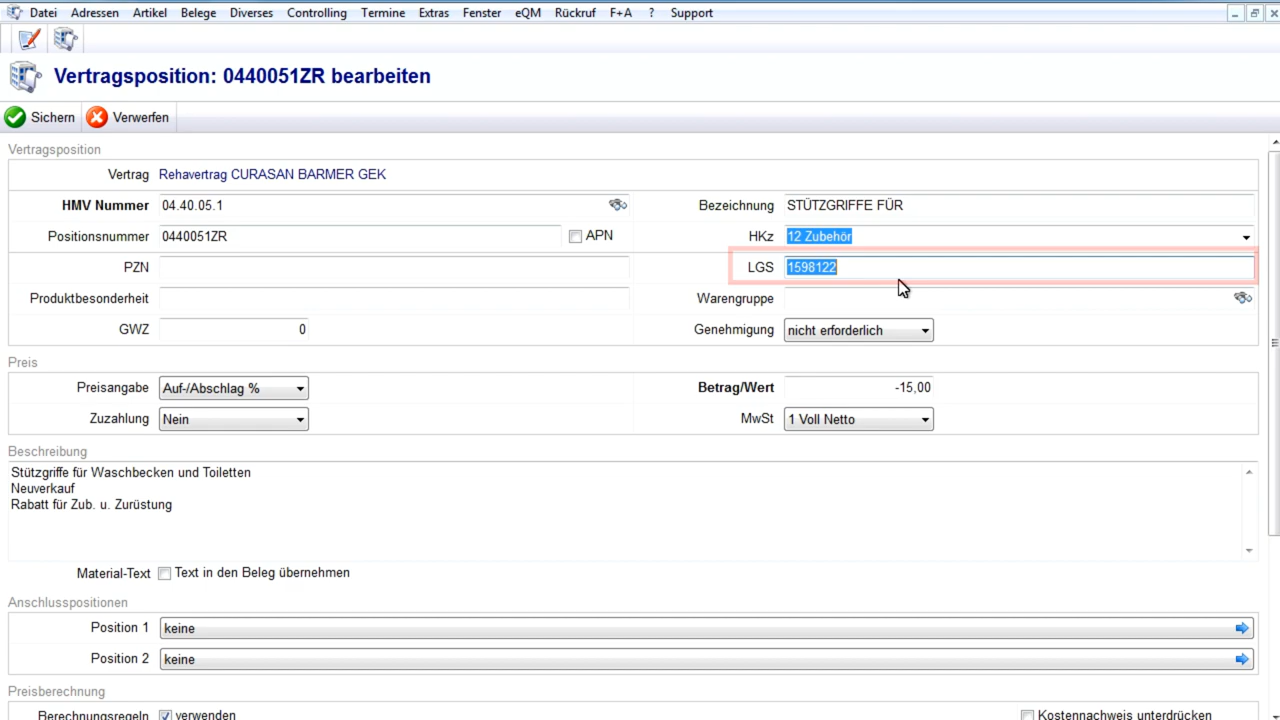 Datei Adressen Artikel Belege Diverses Controlling Termine Extras Fenster eQM Rückruf F+A ? Support
Vertragsposition: 0440051ZR bearbeiten
Sichern Verwerfen
Vertragsposition
Vertrag Rehavertrag CURASAN BARMER GEK
HMV Nummer 04.40.05.1 Bezeichnung STÜTZGRIFFE FÜR
Positionsnummer 0440051ZR APN HKz 12 Zubehör
PZN LGS 1598122
Produktbesonderheit Warengruppe
GWZ 0 Genehmigung nicht erforderlich
Preis
Preisangabe Auf-/Abschlag % Betrag/Wert -15,00
Zuzahlung Nein MwSt 1 Voll Netto
Beschreibung
Stützgriffe für Waschbecken und Toiletten
Neuverkauf
Rabatt für Zub. u. Zurüstung
Material-Text Text in den Beleg übernehmen
Anschlusspositionen
Position 1 keine
Position 2 keine
Preisberechnung
Berechnungsregeln verwenden Kostennachweis unterdrücken